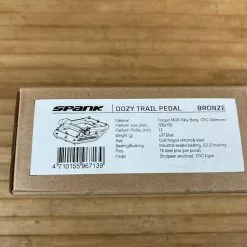 SPANK OOZY TRAIL PEDAL BRONZE
Material Forged MGR Alloy Body, CNC Optimized
Platform Size (mm) 100x100
Platform Profile (mm) 12
Weight (g)
Axle Cold forged chromoly steel
Bearing/Bushing Industrial sealed bearing, IGUS bushing
Pins 18 steel pins (per pedal)
Finish Shotpeen anodized, CNC logos
4 710155 967139